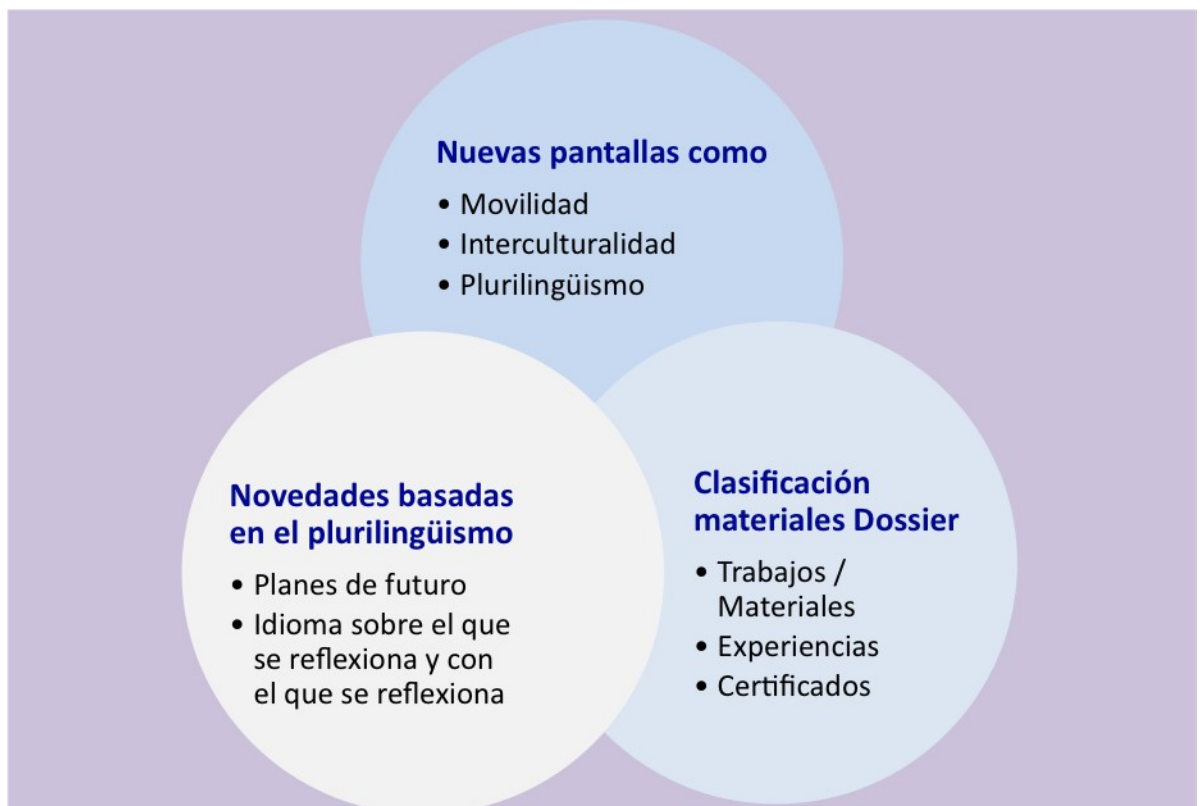 Nuevas pantallas como
• Movilidad
• Interculturalidad
• Plurilingüismo
Novedades basadas
en el plurilingüismo
• Planes de futuro
• Idioma sobre el que
se reflexiona y con
el que se reflexiona
Clasificación
materiales Dossier
• Trabajos /
Materiales
• Experiencias
• Certificados